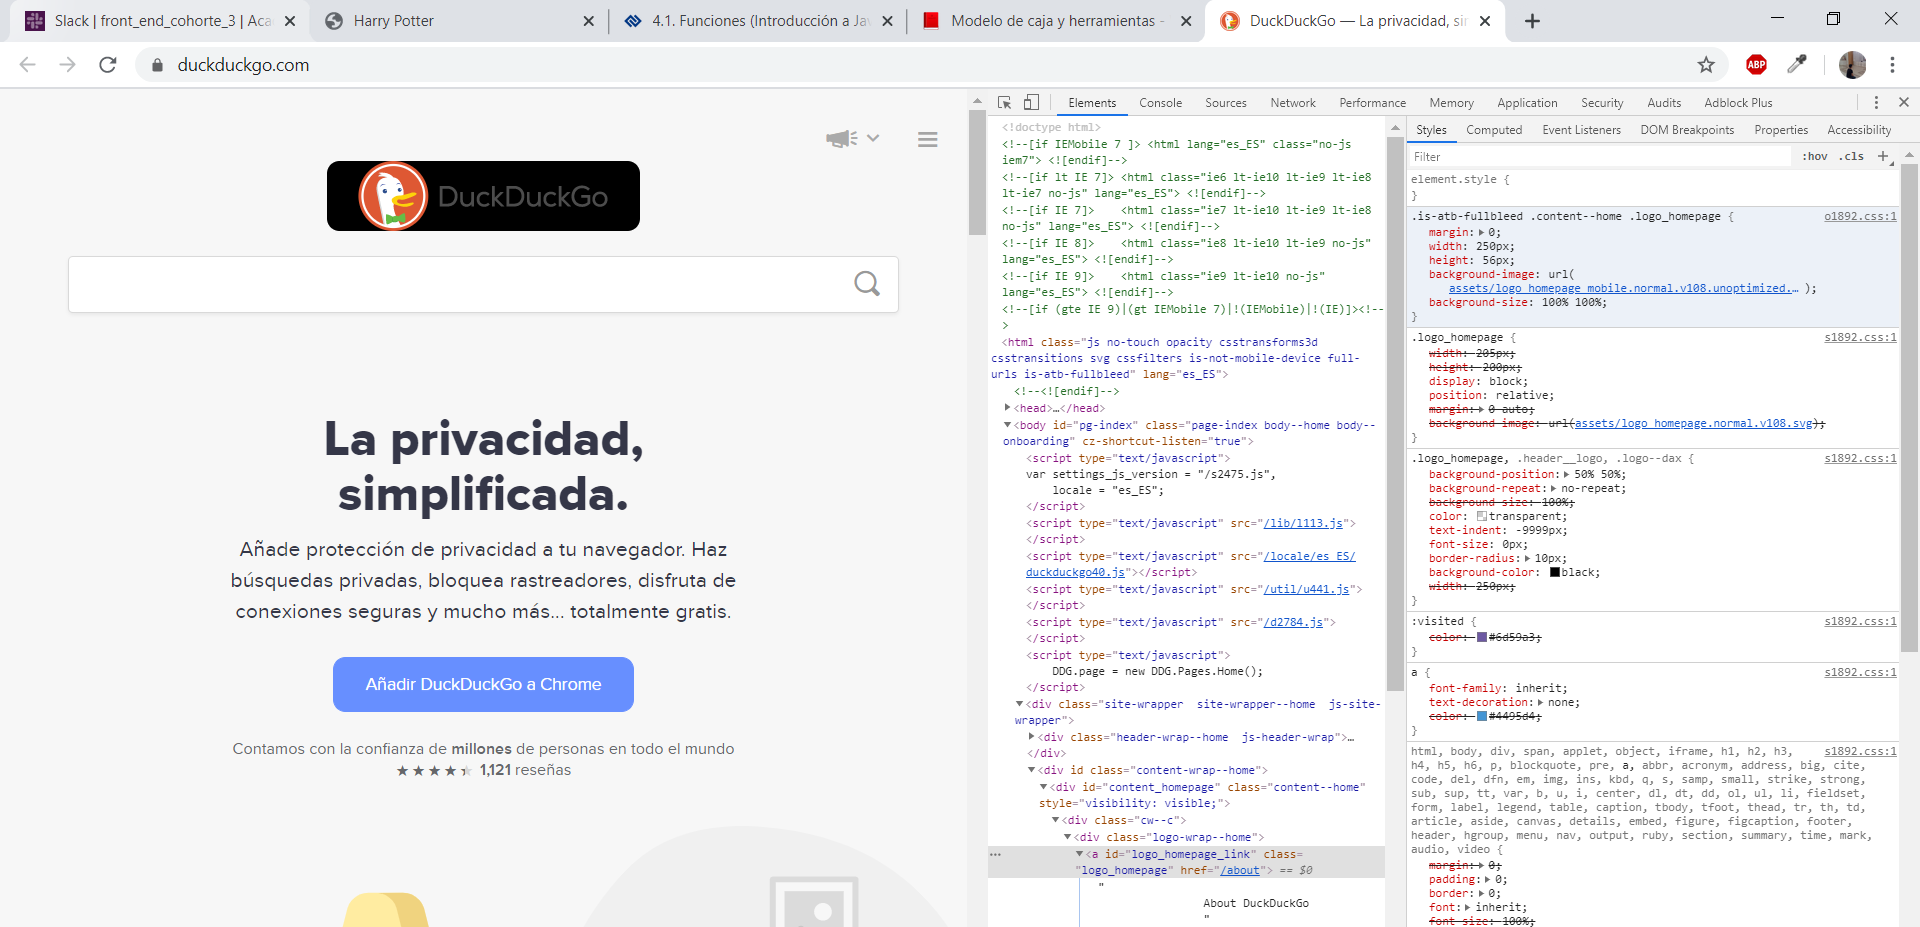 Slack | front_end_cohorte_3 | Aca
Harry Potter
4.1. Funciones (Introducción a Jav
Modelo de caja y herramientas -
DuckDuckGo — La privacidad, sin
duckduckgo.com
ABP
DuckDuckGo
La privacidad,
simplificada.
Añade protección de privacidad a tu navegador. Haz
búsquedas privadas, bloquea rastreadores, disfruta de
conexiones seguras y mucho más... totalmente gratis.
Añadir DuckDuckGo a Chrome
Contamos con la confianza de millones de personas en todo el mundo
1,121 reseñas
Elements Console Sources Network Performance Memory Application Security Audits Adblock Plus
<!doctype html>
<!--[if IEMobile 7 ]> <html lang="es_ES" class="no-js
iem7"> <![endif]-->
<!--[if lt IE 7]> <html class="ie6 lt-ie10 lt-ie9 lt-ie8
lt-ie7 no-js" lang="es_ES"> <![endif]-->
<!--[if IE 7]>    <html class="ie7 lt-ie10 lt-ie9 lt-ie8
no-js" lang="es_ES"> <![endif]-->
<!--[if IE 8]>    <html class="ie8 lt-ie10 lt-ie9 no-js"
lang="es_ES"> <![endif]-->
<!--[if IE 9]>    <html class="ie9 lt-ie10 no-js"
lang="es_ES"> <![endif]-->
<!--[if (gte IE 9)|(gt IEMobile 7)|!(IEMobile)|!(IE)]><!--
>
<html class="js no-touch opacity csstransforms3d
csstransitions svg cssfilters is-not-mobile-device full-
urls is-atb-fullbleed" lang="es_ES">
<!--<![endif]-->
<head>…</head>
<body id="pg-index" class="page-index body--home body--
onboarding" cz-shortcut-listen="true">
<script type="text/javascript">
var settings_js_version = "/s2475.js",
locale = "es_ES";
</script>
<script type="text/javascript" src="/lib/l113.js">
</script>
<script type="text/javascript" src="/locale/es_ES/
duckduckgo40.js"></script>
<script type="text/javascript" src="/util/u441.js">
</script>
<script type="text/javascript" src="/d2784.js">
</script>
<script type="text/javascript">
DDG.page = new DDG.Pages.Home();
</script>
<div class="site-wrapper  site-wrapper--home  js-site-
wrapper">
<div class="header-wrap--home  js-header-wrap">…
</div>
<div id class="content-wrap--home">
<div id="content_homepage" class="content--home"
style="visibility: visible;">
<div class="cw--c">
<div class="logo-wrap--home">
… <a id="logo_homepage_link" class=
"logo_homepage" href="/about"> == $0
"
About DuckDuckGo
"
Styles Computed Event Listeners DOM Breakpoints Properties Accessibility
Filter :hov .cls +
element.style {
}
.is-atb-fullbleed .content--home .logo_homepage { o1892.css:1
margin: 0;
width: 250px;
height: 56px;
background-image: url(
assets/logo_homepage_mobile.normal.v108.unoptimized.… );
background-size: 100% 100%;
}
.logo_homepage { s1892.css:1
width: 205px;
height: 200px;
display: block;
position: relative;
margin: 0 auto;
background-image: url(assets/logo_homepage.normal.v108.svg);
}
.logo_homepage, .header__logo, .logo--dax { s1892.css:1
background-position: 50% 50%;
background-repeat: no-repeat;
background-size: 100%;
color: transparent;
text-indent: -9999px;
font-size: 0px;
border-radius: 10px;
background-color: black;
width: 250px;
}
:visited { s1892.css:1
color: #6d59a3;
}
a { s1892.css:1
font-family: inherit;
text-decoration: none;
color: #4495d4;
}
html, body, div, span, applet, object, iframe, h1, h2, h3, s1892.css:1
h4, h5, h6, p, blockquote, pre, a, abbr, acronym, address, big, cite,
code, del, dfn, em, img, ins, kbd, q, s, samp, small, strike, strong,
sub, sup, tt, var, b, u, i, center, dl, dt, dd, ol, ul, li, fieldset,
form, label, legend, table, caption, tbody, tfoot, thead, tr, th, td,
article, aside, canvas, details, embed, figure, figcaption, footer,
header, hgroup, menu, nav, output, ruby, section, summary, time, mark,
audio, video {
margin: 0;
padding: 0;
border: 0;
font: inherit;
font-size: 100%;